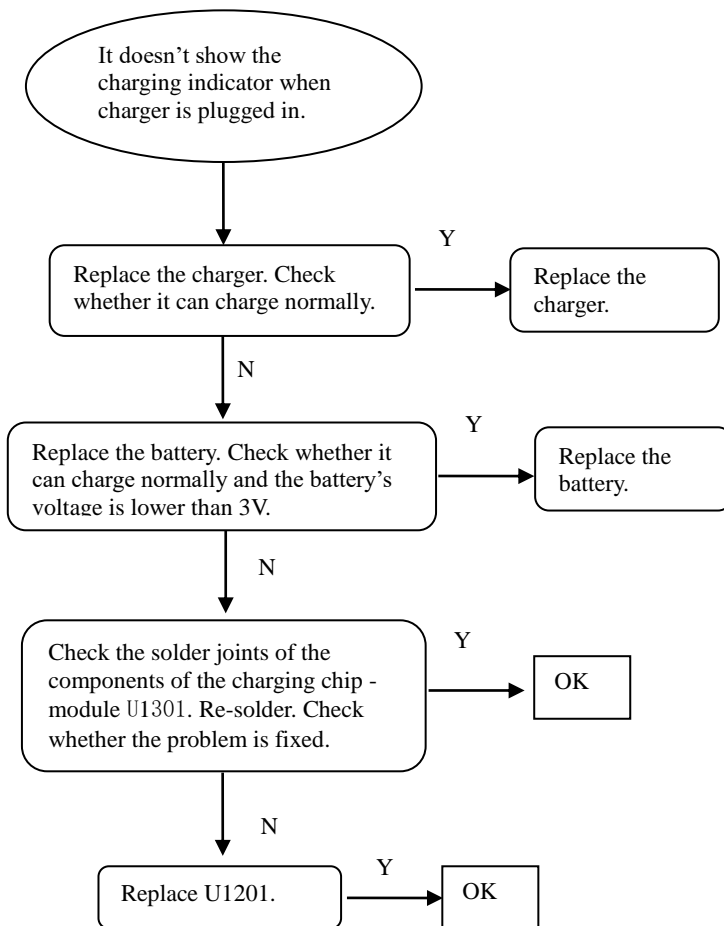 It doesn’t show the
charging indicator when
charger is plugged in.
Y
Replace the charger. Check
whether it can charge normally.
Replace the
charger.
N
Replace the battery. Check whether it
can charge normally and the battery’s
voltage is lower than 3V.
Y
Replace the
battery.
N
Check the solder joints of the
components of the charging chip -
module U1301. Re-solder. Check
whether the problem is fixed.
Y
OK
N
Replace U1201.
Y
OK